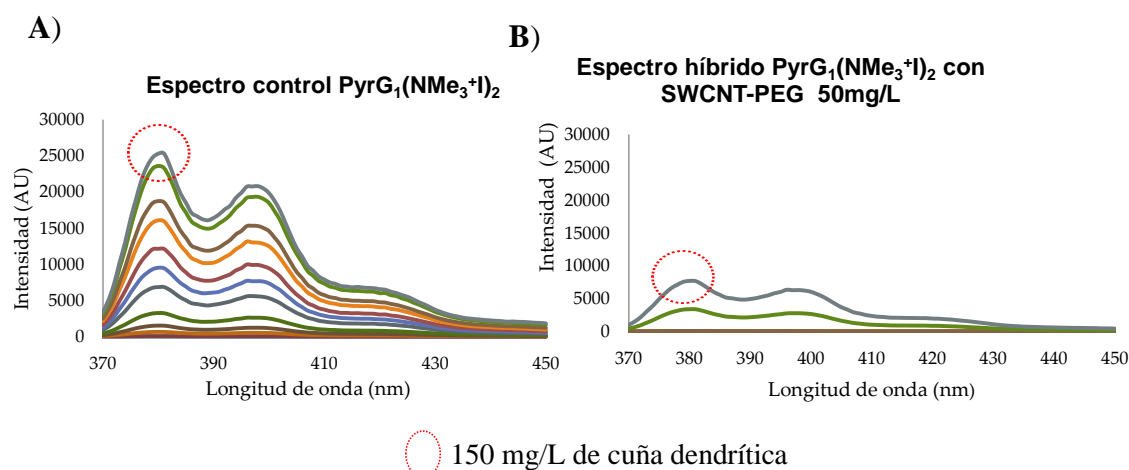 A)
Espectro control PyrG₁(NMe₃⁺I)₂
30000
25000
20000
15000
10000
5000
0
Intensidad (AU)
370 390 410 430 450
Longitud de onda (nm)
B)
Espectro híbrido PyrG₁(NMe₃⁺I)₂ con
SWCNT-PEG 50mg/L
30000
25000
20000
15000
10000
5000
0
Intensidad (AU)
370 380 390 400 410 420 430 440 450
Longitud de onda (nm)
150 mg/L de cuña dendrítica